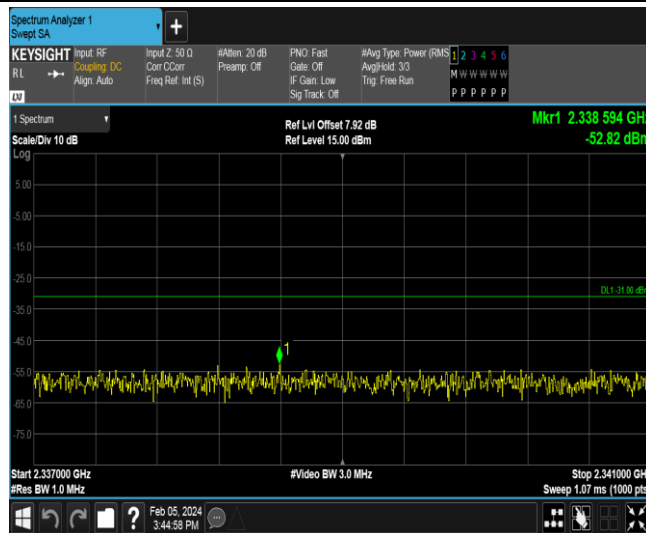 Spectrum Analyzer 1
Swept SA
KEYSIGHT
RL
LXI
Input: RF
Coupling: DC
Align: Auto
Input Z: 50 Ω
Corr CCorr
Freq Ref: Int (S)
#Atten: 20 dB
Preamp: Off
PNO: Fast
Gate: Off
IF Gain: Low
Sig Track: Off
#Avg Type: Power (RMS
Avg|Hold: 3/3
Trig: Free Run
1 2 3 4 5 6
M W W W W W
P P P P P P
1 Spectrum
Scale/Div 10 dB
Ref Lvl Offset 7.92 dB
Ref Level 15.00 dBm
Mkr1 2.338 594 GHz
-52.82 dBm
Log
5.00
-5.00
-15.0
-25.0
DL1 -31.00 dBm
-35.0
-45.0
1
-55.0
-65.0
-75.0
Start 2.337000 GHz
#Res BW 1.0 MHz
#Video BW 3.0 MHz
Stop 2.341000 GHz
Sweep 1.07 ms (1000 pts
?
Feb 05, 2024
3:44:58 PM